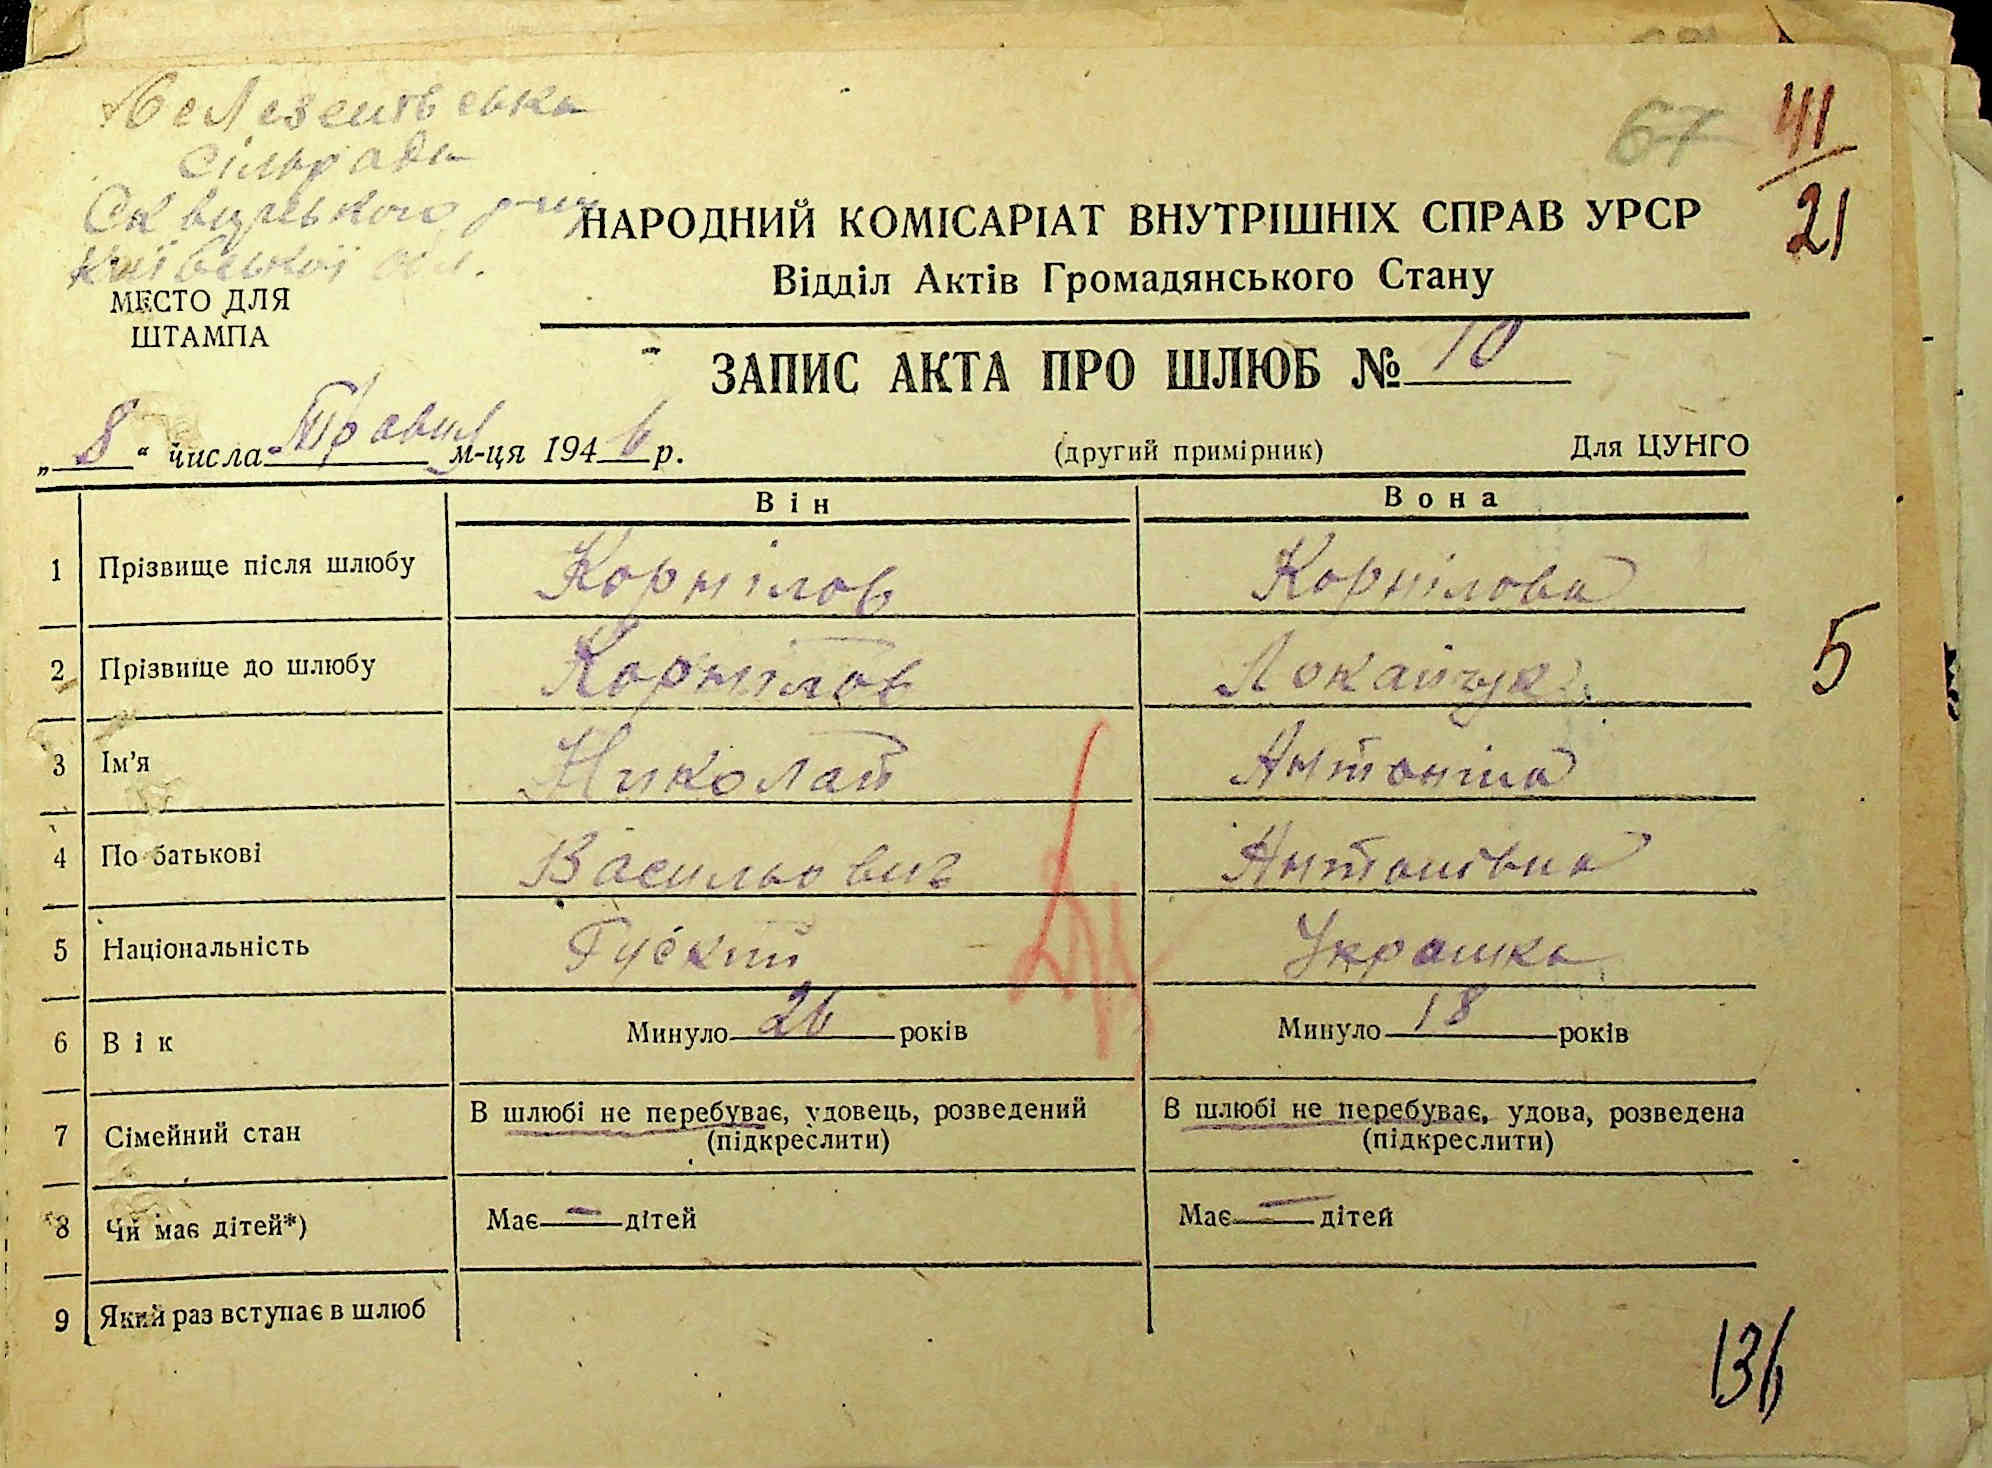 сільрада
Сквирського р-ну
Київської обл.
67
41
21
НАРОДНИЙ КОМІСАРІАТ ВНУТРІШНІХ СПРАВ УРСР
Відділ Актів Громадянського Стану
МЕСТО ДЛЯ
ШТАМПА
ЗАПИС АКТА ПРО ШЛЮБ № 10
„8“ числа Травня м-ця 1946 р. (другий примірник) Для ЦУНГО
Він Вона
1 Прізвище після шлюбу Корнілов Корнілова
2 Прізвище до шлюбу Корнілов Локайчук
5
3 Ім'я Николай Антоніна
4 По батькові Васильович Антонівна
5 Національність Руский Украинка
6 Вік Минуло 26 років Минуло 18 років
7 Сімейний стан В шлюбі не перебуває, удовець, розведений (підкреслити) В шлюбі не перебуває, удова, розведена (підкреслити)
8 Чи має дітей*) Має — дітей Має — дітей
9 Який раз вступає в шлюб
136